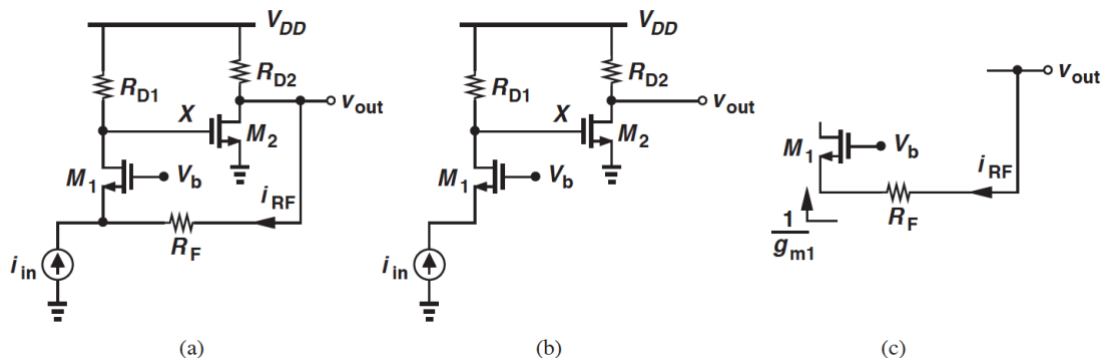 V_DD
R_D1
R_D2
v_out
X
M_2
M_1
V_b
i_RF
R_F
i_in
(a)
V_DD
R_D1
R_D2
v_out
X
M_2
M_1
V_b
i_in
(b)
v_out
M_1
V_b
i_RF
R_F
1
g_m1
(c)